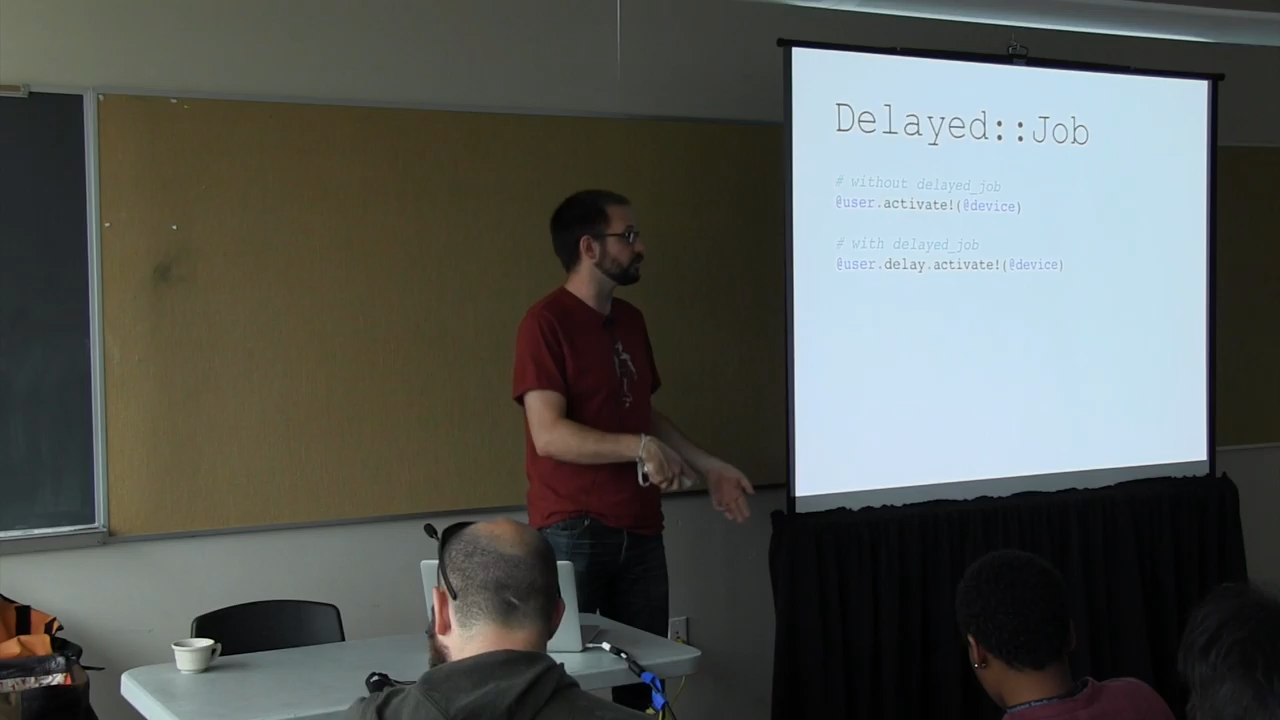 Delayed::Job
# without delayed_job
@user.activate!(@device)
# with delayed_job
@user.delay.activate!(@device)